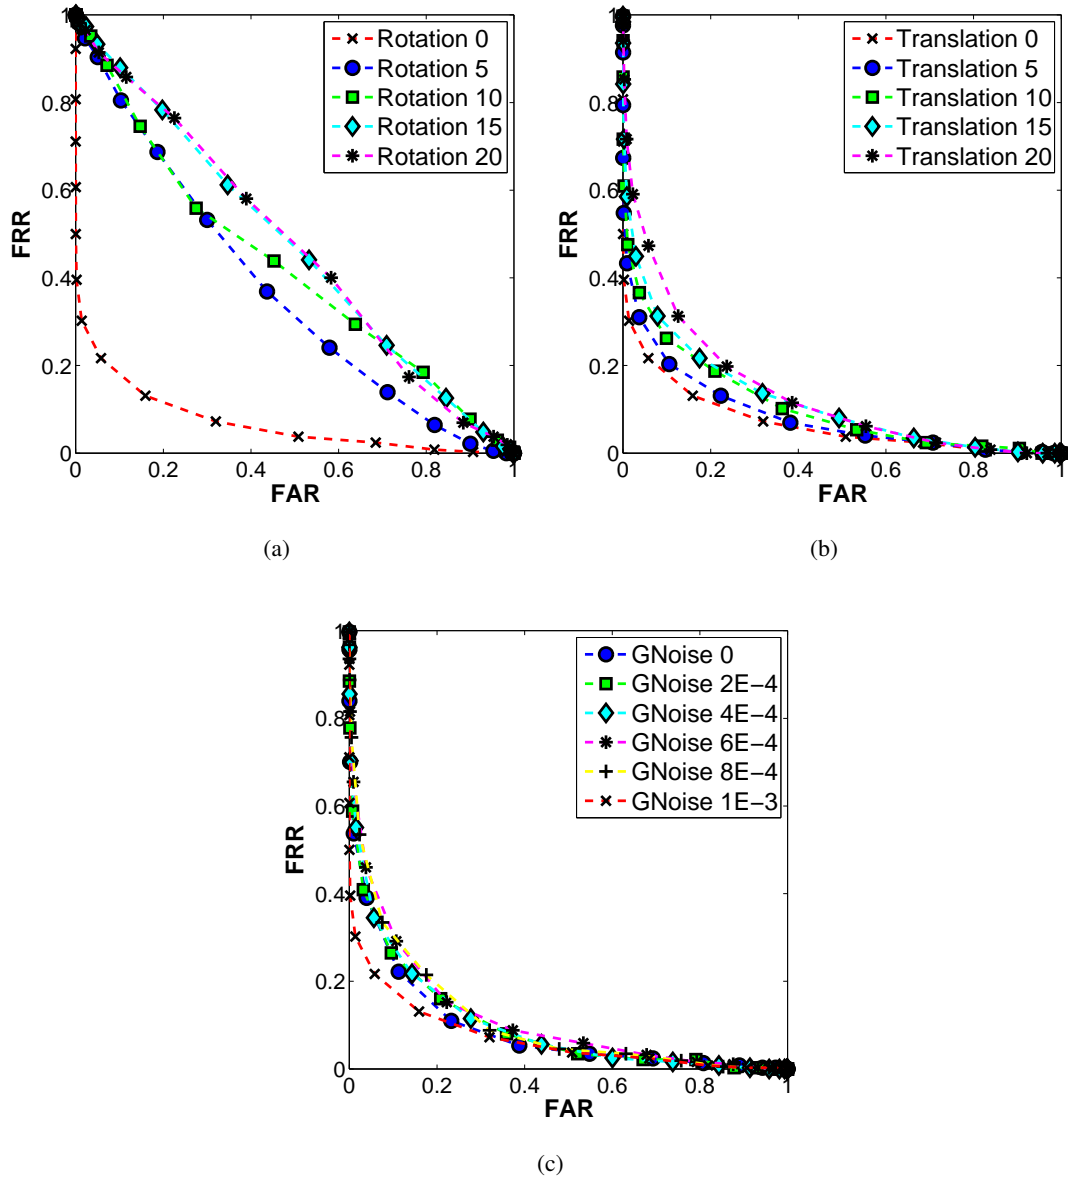 1
0.8
0.6
0.4
0.2
0
0 0.2 0.4 0.6 0.8 1
FRR
FAR
Rotation 0
Rotation 5
Rotation 10
Rotation 15
Rotation 20
(a)
1
0.8
0.6
0.4
0.2
0
0 0.2 0.4 0.6 0.8 1
FRR
FAR
Translation 0
Translation 5
Translation 10
Translation 15
Translation 20
(b)
1
0.8
0.6
0.4
0.2
0
0 0.2 0.4 0.6 0.8 1
FRR
FAR
GNoise 0
GNoise 2E−4
GNoise 4E−4
GNoise 6E−4
GNoise 8E−4
GNoise 1E−3
(c)